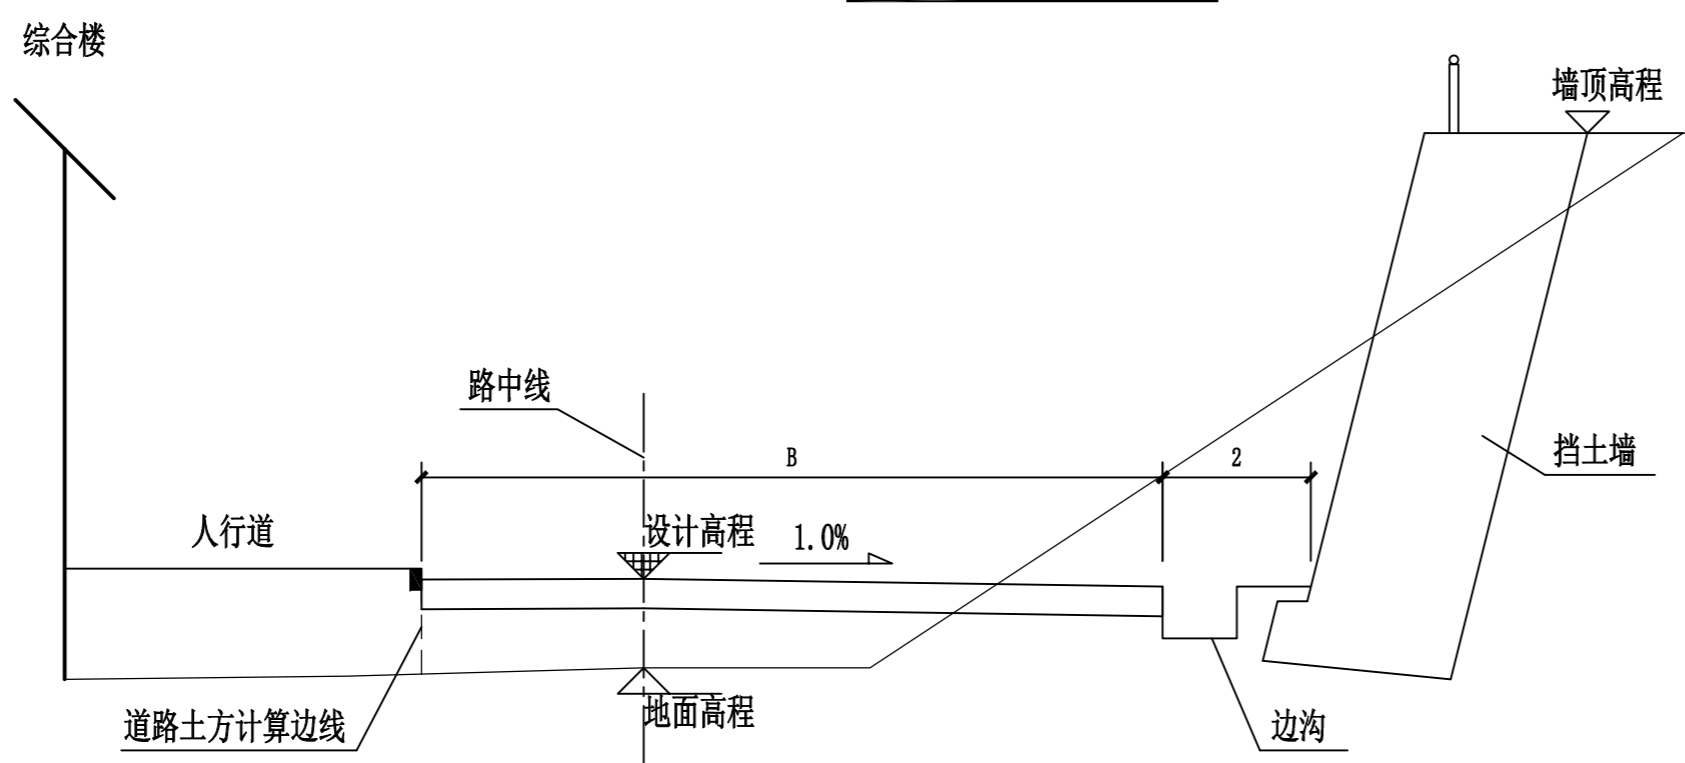 综合楼
墙顶高程
路中线
B
2
挡土墙
人行道
设计高程
1.0%
道路土方计算边线
地面高程
边沟